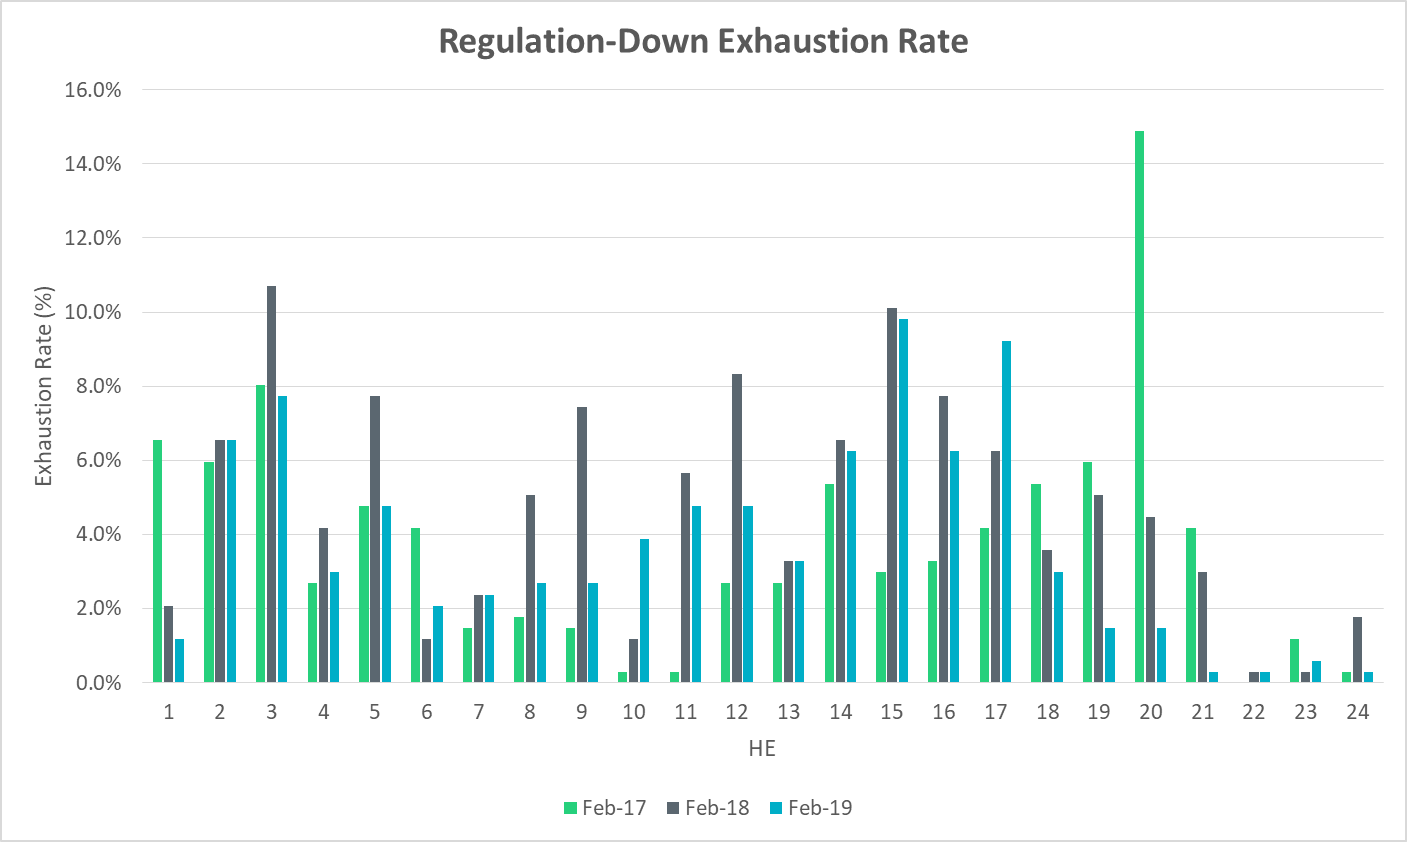 Regulation-Down Exhaustion Rate
16.0%
14.0%
12.0%
10.0%
8.0%
6.0%
4.0%
2.0%
0.0%
Exhaustion Rate (%)
1 2 3 4 5 6 7 8 9 10 11 12 13 14 15 16 17 18 19 20 21 22 23 24
HE
Feb-17 Feb-18 Feb-19